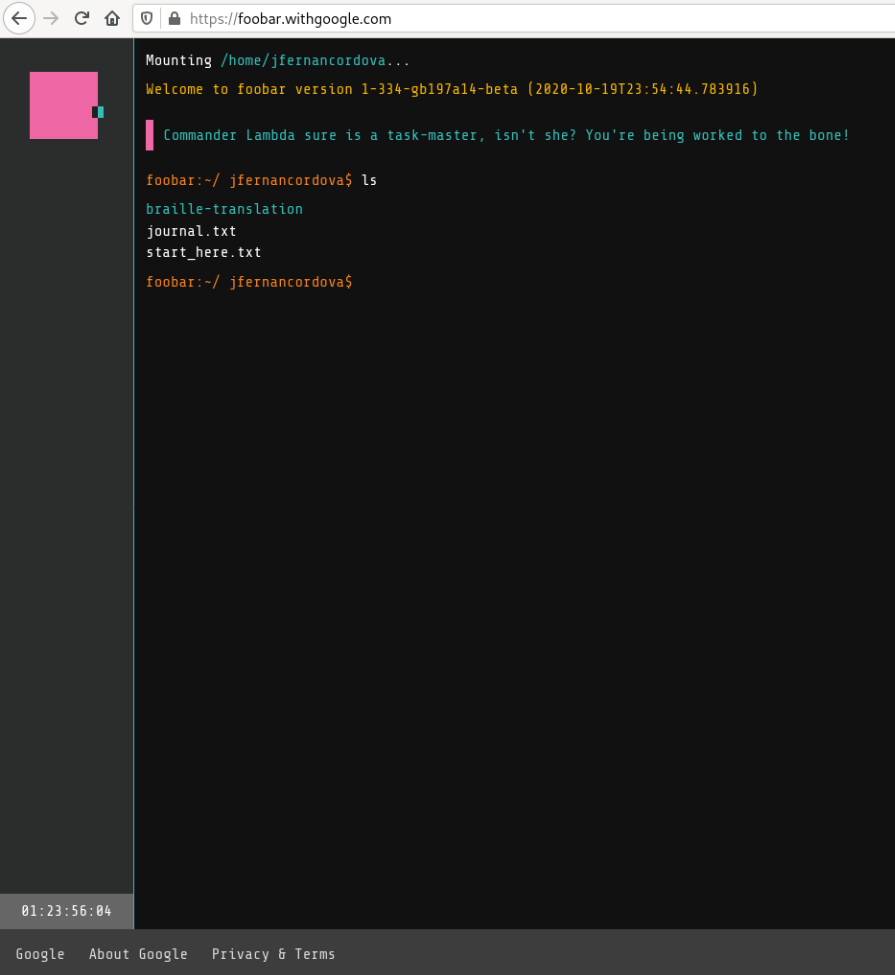 https://foobar.withgoogle.com
Mounting /home/jfernancordova...
Welcome to foobar version 1-334-gb197a14-beta (2020-10-19T23:54:44.783916)
Commander Lambda sure is a task-master, isn't she? You're being worked to the bone!
foobar:~/ jfernancordova$ ls
braille-translation
journal.txt
start_here.txt
foobar:~/ jfernancordova$
01:23:56:04
Google About Google Privacy & Terms